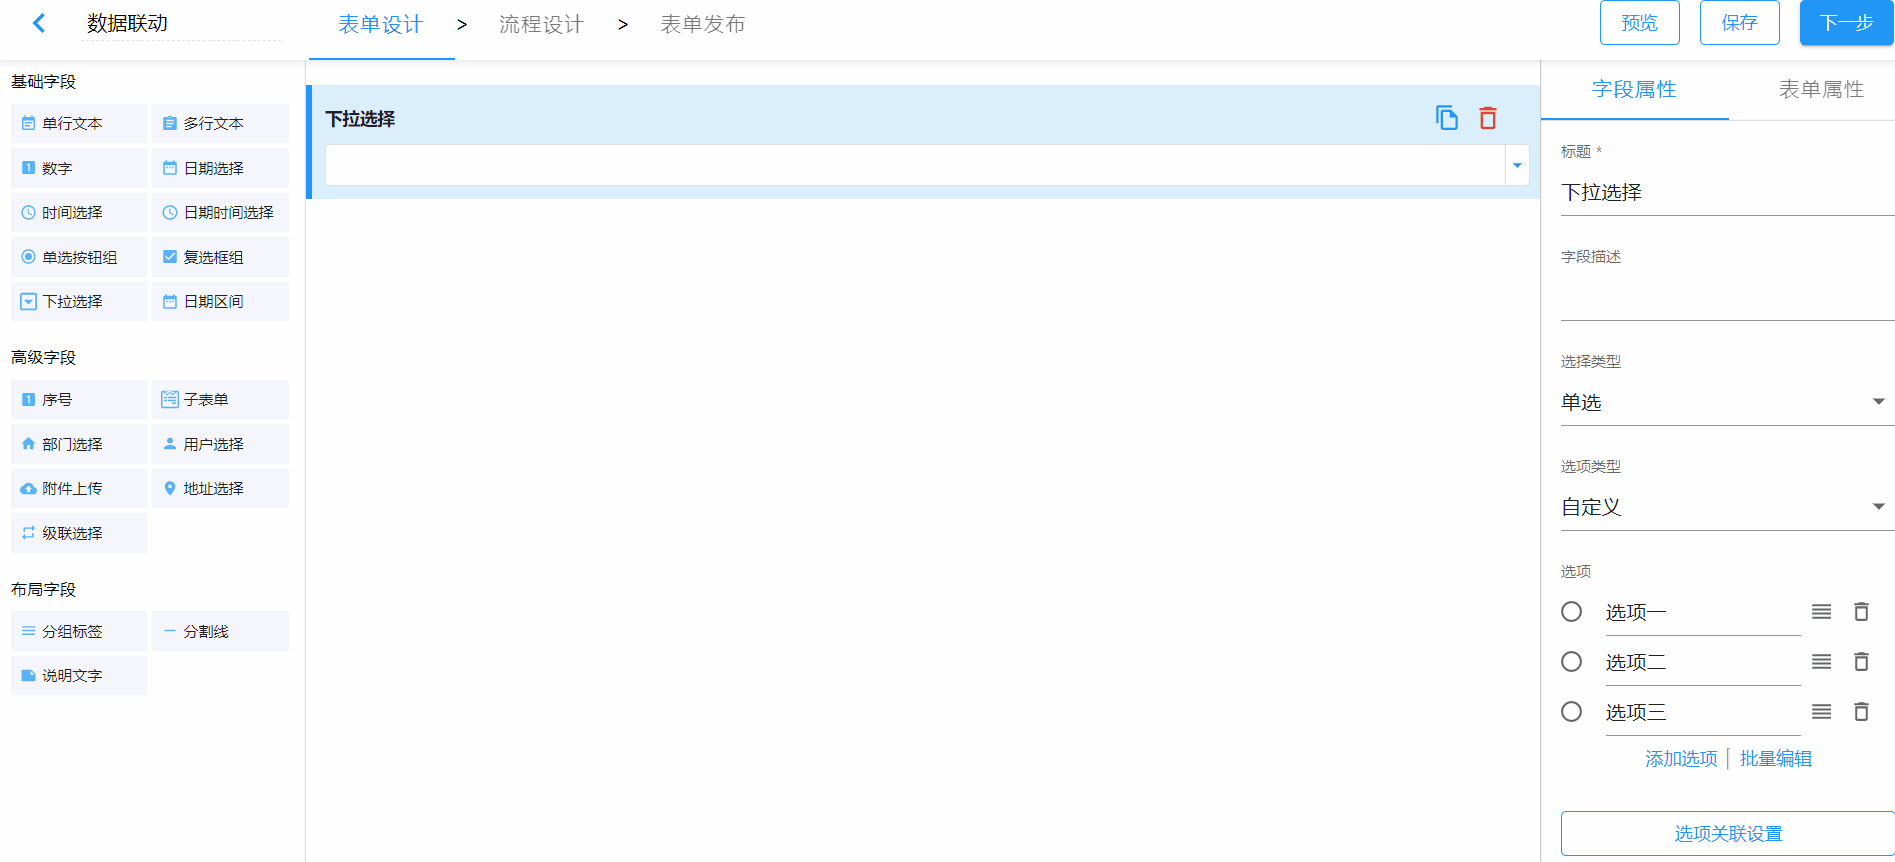 数据联动
表单设计 > 流程设计 > 表单发布
预览 保存 下一步
基础字段
单行文本 多行文本
数字 日期选择
时间选择 日期时间选择
单选按钮组 复选框组
下拉选择 日期区间
高级字段
序号 子表单
部门选择 用户选择
附件上传 地址选择
级联选择
布局字段
分组标签 分割线
说明文字
下拉选择
字段属性 表单属性
标题 *
下拉选择
字段描述
选择类型
单选
选项类型
自定义
选项
选项一
选项二
选项三
添加选项 | 批量编辑
选项关联设置